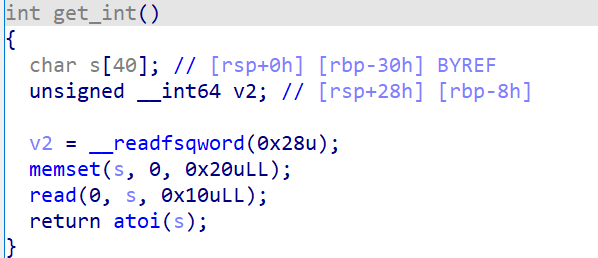 int get_int()
{
char s[40]; // [rsp+0h] [rbp-30h] BYREF
unsigned __int64 v2; // [rsp+28h] [rbp-8h]
v2 = __readfsqword(0x28u);
memset(s, 0, 0x20uLL);
read(0, s, 0x10uLL);
return atoi(s);
}